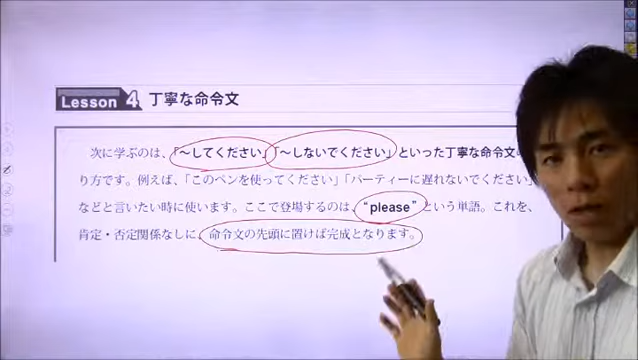 Lesson 4 丁寧な命令文
次に学ぶのは、「～してください」「～しないでください」といった丁寧な命令文の
り方です。例えば、「このペンを使ってください」「パーティーに遅れないでください」
などと言いたい時に使います。ここで登場するのは、“please”という単語。これを、
肯定・否定関係なしに、命令文の先頭に置けば完成となります。